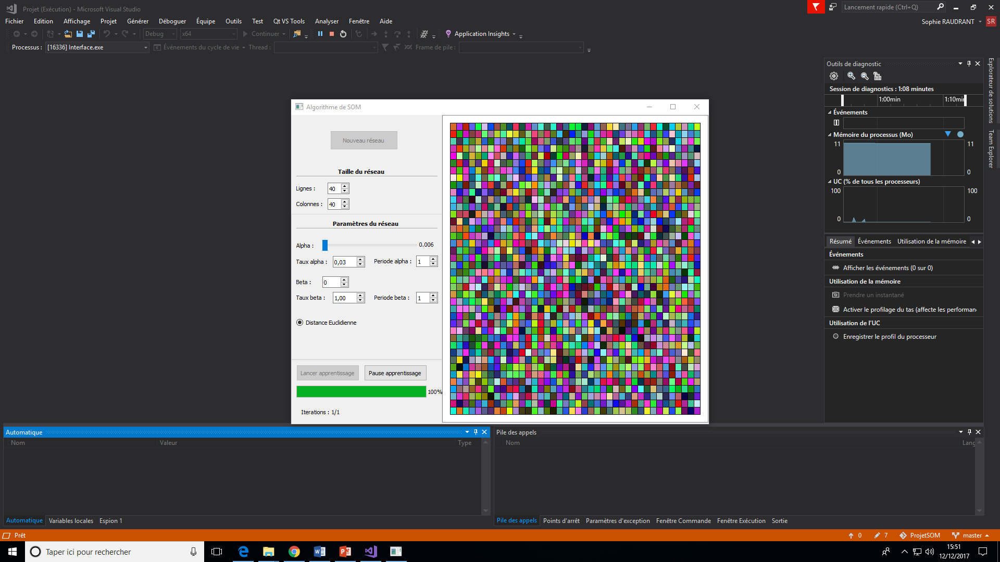 Projet (Exécution) - Microsoft Visual Studio
Lancement rapide (Ctrl+Q)
Fichier Edition Affichage Projet Générer Déboguer Équipe Outils Test Qt VS Tools Analyser Fenêtre Aide
Sophie RAUDRANT SR
Debug x64 Continuer Application Insights
Processus : [16336] Interface.exe Événements du cycle de vie Thread : Frame de pile :
Outils de diagnostic
Session de diagnostics : 1:08 minutes
1:00min 1:10min
Événements
Mémoire du processus (Mo)
11 11
0 0
UC (% de tous les processeurs)
100 100
0 0
Résumé Événements Utilisation de la mémoire
Événements
Afficher les événements (0 sur 0)
Utilisation de la mémoire
Prendre un instantané
Activer le profilage du tas (affecte les performan
Utilisation de l'UC
Enregistrer le profil du processeur
Explorateur de solutions
Team Explorer
Algorithme de SOM
Nouveau réseau
Taille du réseau
Lignes : 40
Colonnes : 40
Paramètres du réseau
Alpha : 0.006
Taux alpha : 0,03 Periode alpha : 1
Beta : 0
Taux beta : 1,00 Periode beta : 1
Distance Euclidienne
Lancer apprentissage Pause apprentissage
100%
Iterations : 1/1
Automatique
Nom Valeur Type
Automatique Variables locales Espion 1
Pile des appels
Nom Lang
Pile des appels Points d'arrêt Paramètres d'exception Fenêtre Commande Fenêtre Exécution Sortie
Prêt
0 7 ProjetSOM master
Taper ici pour rechercher
15:51
12/12/2017